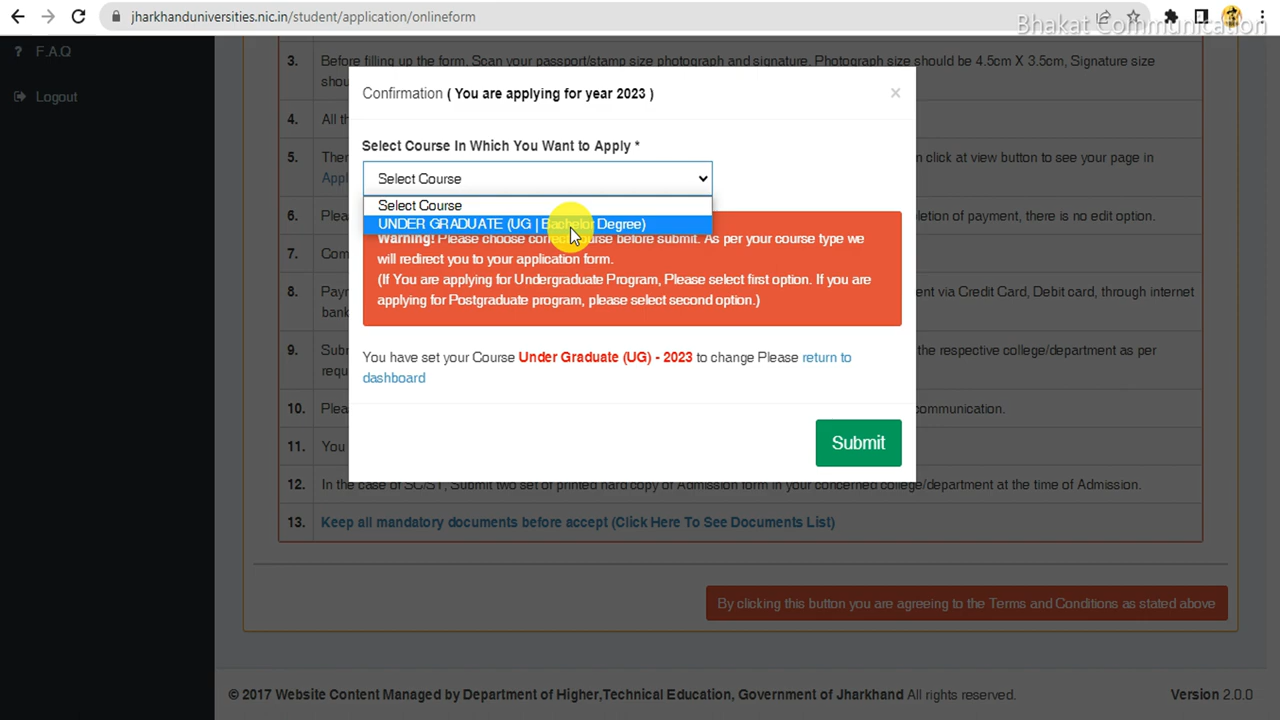 jharkhanduniversities.nic.in/student/application/onlineform
Bhakat Communication
? F.A.Q
Logout
3. Before filling up the form. Scan your passport/stamp size photograph and signature. Photograph size should be 4.5cm X 3.5cm, Signature size
Confirmation ( You are applying for year 2023 )
×
4. All
Select Course In Which You Want to Apply *
5.
click at view button to see your page in
Select Course
Select Course
6.
of payment, there is no edit option.
UNDER GRADUATE (UG | Bachelor Degree)
Warning! Please choose correct course before submit. As per your course type we
will redirect you to your application form.
(If You are applying for Undergraduate Program, Please select first option. If you are
applying for Postgraduate program, please select second option.)
7.
8.
via Credit Card, Debit card, through internet
9.
the respective college/department as per
You have set your Course Under Graduate (UG) - 2023 to change Please return to
dashboard
10.
communication.
11. You
Submit
12. In the case of SC/ST, Submit two set of printed hard copy of Admission form in your concerned college/department at the time of Admission.
13. Keep all mandatory documents before accept (Click Here To See Documents List)
By clicking this button you are agreeing to the Terms and Conditions as stated above
© 2017 Website Content Managed by Department of Higher,Technical Education, Government of Jharkhand All rights reserved.
Version 2.0.0